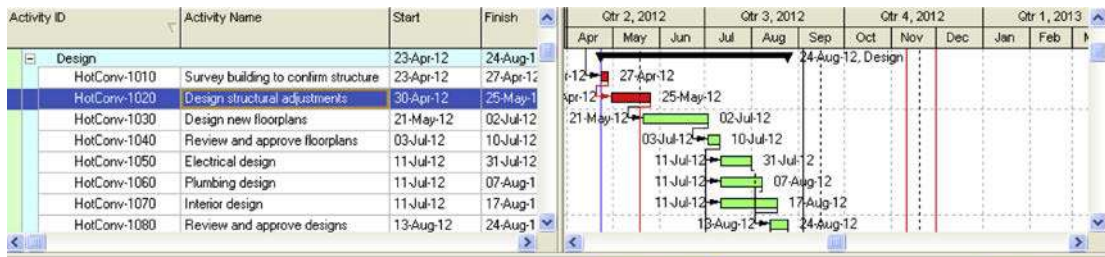 Activity ID Activity Name Start Finish Qtr 2, 2012 Qtr 3, 2012 Qtr 4, 2012 Qtr 1, 2013
Apr May Jun Jul Aug Sep Oct Nov Dec Jan Feb
Design 23-Apr-12 24-Aug-1 24-Aug-12, Design
HotConv-1010 Survey building to confirm structure 23-Apr-12 27-Apr-12 r-12 27-Apr-12
HotConv-1020 Design structural adjustments 30-Apr-12 25-May-1 Apr-12 25-May-12
HotConv-1030 Design new floorplans 21-May-12 02-Jul-12 21-May-12 02-Jul-12
HotConv-1040 Review and approve floorplans 03-Jul-12 10-Jul-12 03-Jul-12 10-Jul-12
HotConv-1050 Electrical design 11-Jul-12 31-Jul-12 11-Jul-12 31-Jul-12
HotConv-1060 Plumbing design 11-Jul-12 07-Aug-1 11-Jul-12 07-Aug-12
HotConv-1070 Interior design 11-Jul-12 17-Aug-1 11-Jul-12 17-Aug-12
HotConv-1080 Review and approve designs 13-Aug-12 24-Aug-1 13-Aug-12 24-Aug-12